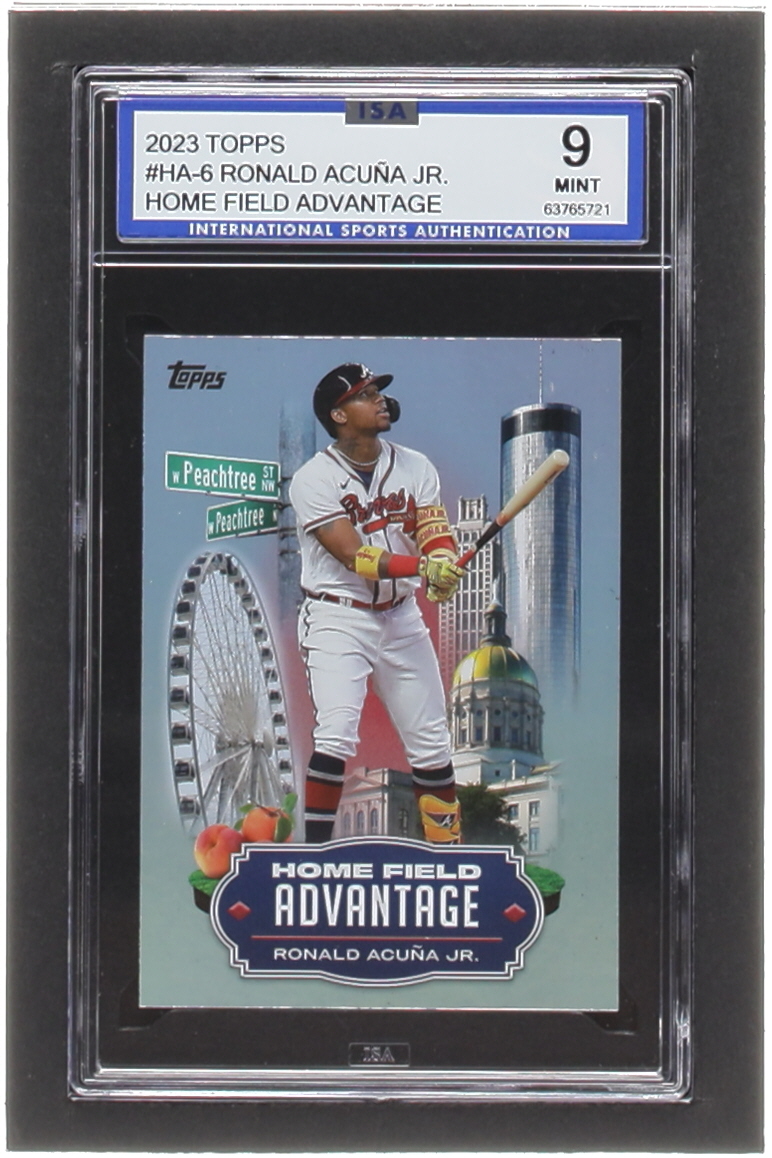 ISA
2023 TOPPS
#HA-6 RONALD ACUÑA JR.
HOME FIELD ADVANTAGE
9
MINT
63765721
INTERNATIONAL SPORTS AUTHENTICATION
Topps
W Peachtree ST NW
W Peachtree
Braves
HOME FIELD
ADVANTAGE
RONALD ACUÑA JR.
ISA